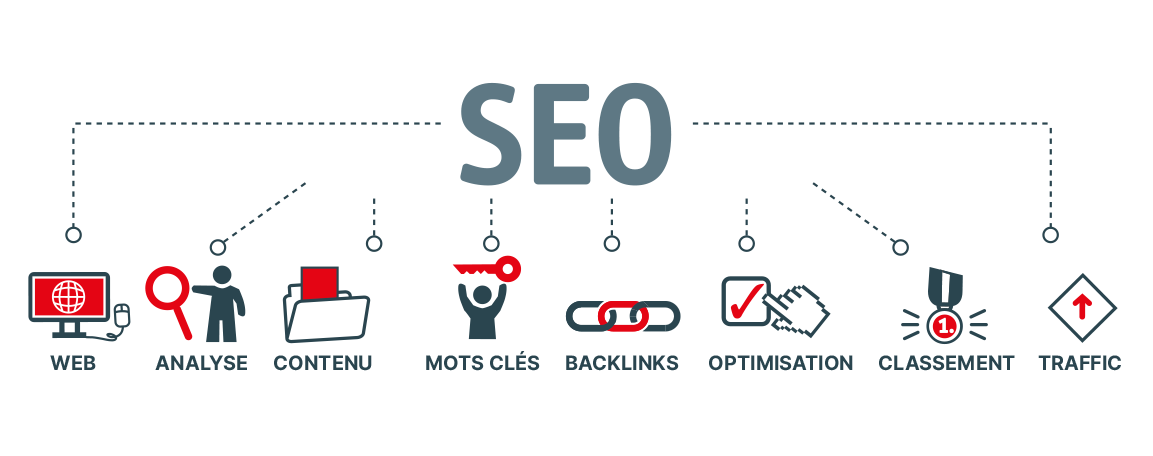 SEO
WEB
ANALYSE
CONTENU
MOTS CLÉS
BACKLINKS
OPTIMISATION
1.
CLASSEMENT
TRAFFIC